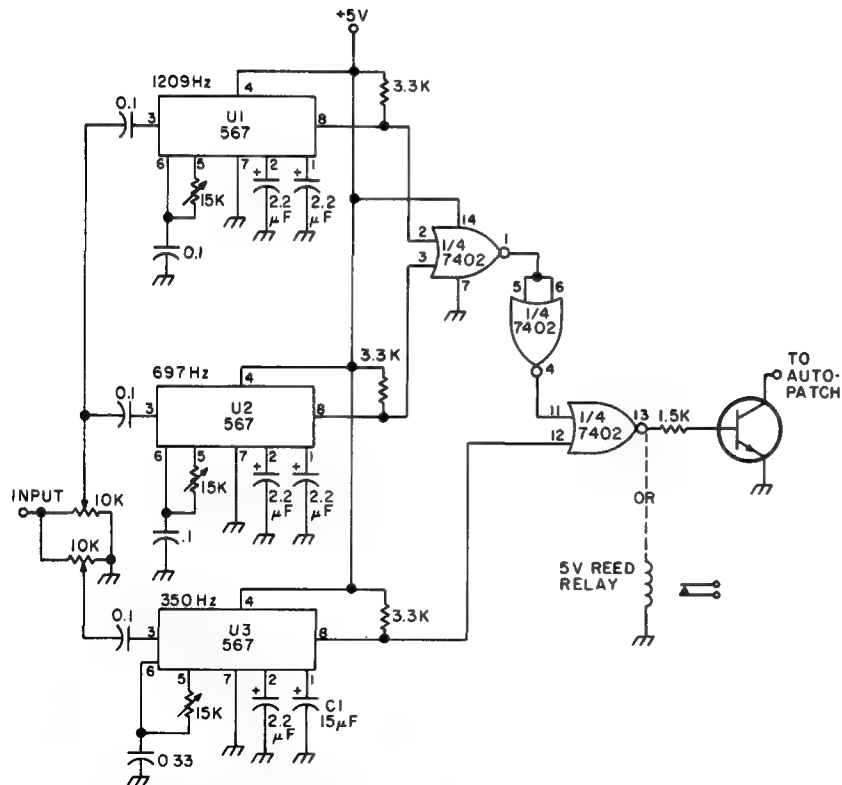 +5V
1209Hz
4
3.3K
0.1
3
U1
567
8
6
5
7
+
2
+
1
15K
2.2
µF
2.2
µF
0.1
14
2
3
1/4
7402
1
7
5
6
1/4
7402
4
697Hz
4
3.3K
0.1
3
U2
567
8
6
5
7
+
2
+
1
15K
2.2
µF
2.2
µF
.1
11
12
1/4
7402
13
1.5K
TO
AUTO-
PATCH
INPUT
10K
10K
OR
5V REED
RELAY
350Hz
4
3.3K
0.1
3
U3
567
8
6
5
7
+
2
+
1
15K
2.2
µF
C1
15µF
0.33